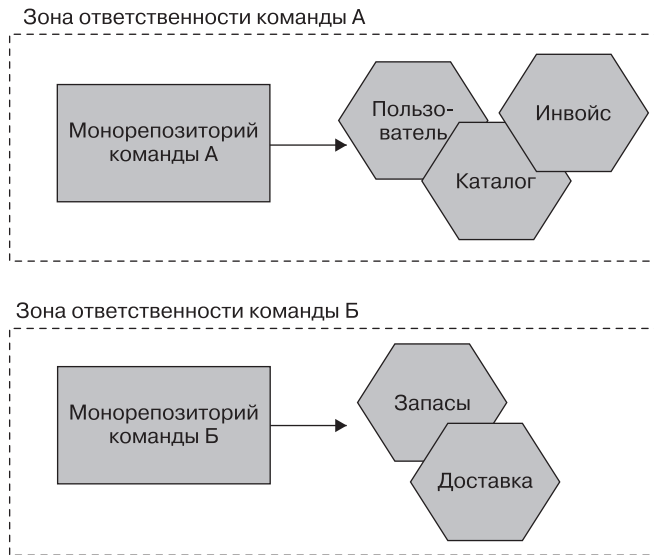 Зона ответственности команды А
Монорепозиторий
команды А
Пользо-
ватель
Каталог
Инвойс
Зона ответственности команды Б
Монорепозиторий
команды Б
Запасы
Доставка